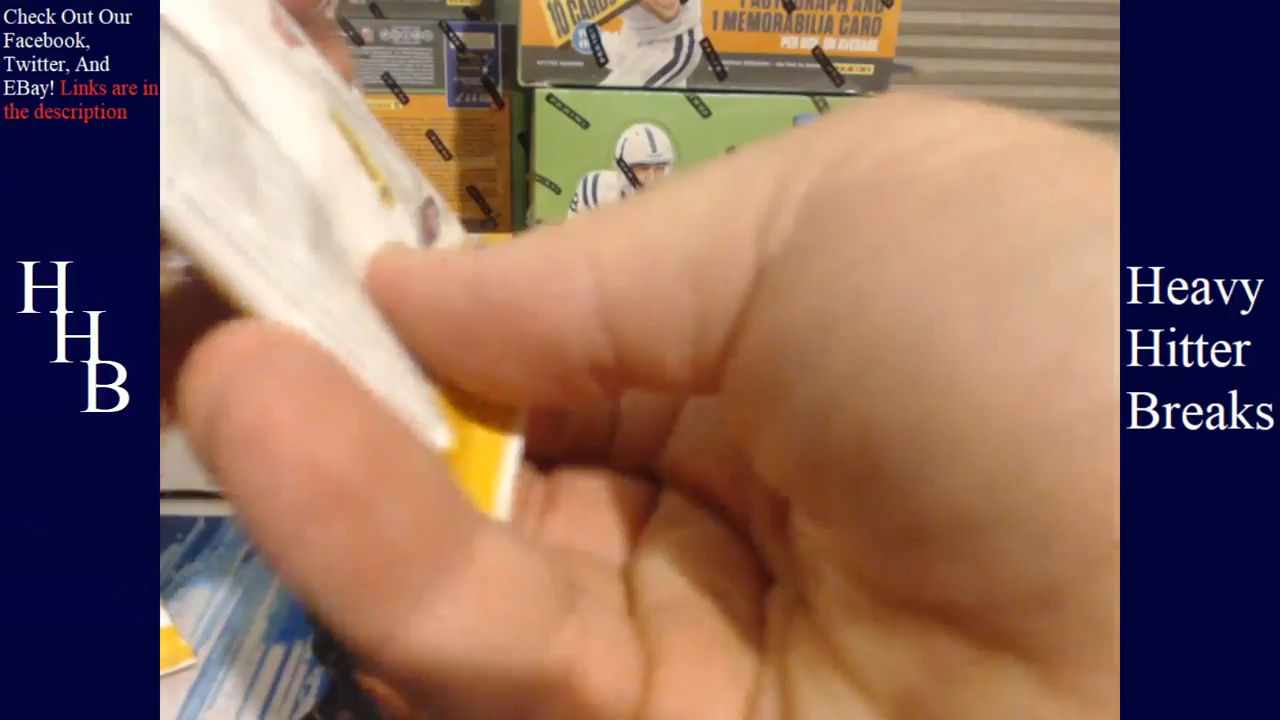 Check Out Our
Facebook,
Twitter, And
EBay! Links are in
the description
10 CARDS
1 AUTOGRAPH AND
1 MEMORABILIA CARD
PER BOX, ON AVERAGE
H
H
B
Heavy
Hitter
Breaks